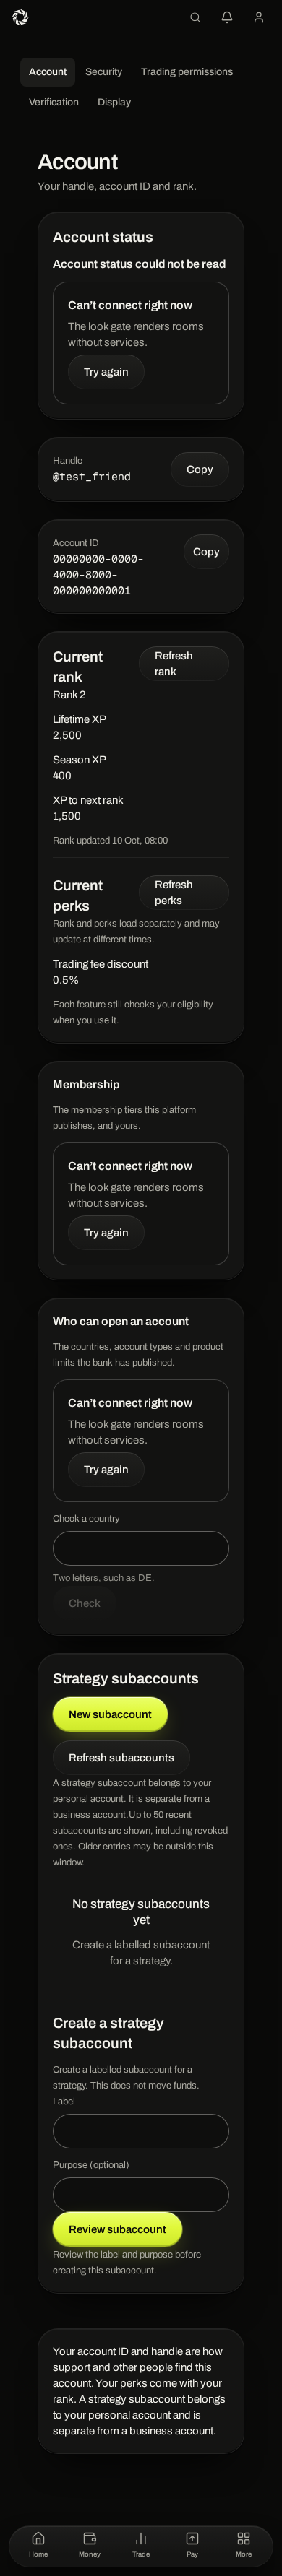 Account
Security
Trading permissions
Verification
Display
Account
Your handle, account ID and rank.
Account status
Account status could not be read
Can’t connect right now
The look gate renders rooms
without services.
Try again
Handle
@test_friend
Copy
Account ID
00000000-0000-
4000-8000-
000000000001
Copy
Current
rank
Refresh
rank
Rank 2
Lifetime XP
2,500
Season XP
400
XP to next rank
1,500
Rank updated 10 Oct, 08:00
Current
perks
Refresh
perks
Rank and perks load separately and may
update at different times.
Trading fee discount
0.5%
Each feature still checks your eligibility
when you use it.
Membership
The membership tiers this platform
publishes, and yours.
Can’t connect right now
The look gate renders rooms
without services.
Try again
Who can open an account
The countries, account types and product
limits the bank has published.
Can’t connect right now
The look gate renders rooms
without services.
Try again
Check a country
Two letters, such as DE.
Check
Strategy subaccounts
New subaccount
Refresh subaccounts
A strategy subaccount belongs to your
personal account. It is separate from a
business account.Up to 50 recent
subaccounts are shown, including revoked
ones. Older entries may be outside this
window.
No strategy subaccounts
yet
Create a labelled subaccount
for a strategy.
Create a strategy
subaccount
Create a labelled subaccount for a
strategy. This does not move funds.
Label
Purpose (optional)
Review subaccount
Review the label and purpose before
creating this subaccount.
Your account ID and handle are how
support and other people find this
account. Your perks come with your
rank. A strategy subaccount belongs
to your personal account and is
separate from a business account.
Home
Money
Trade
Pay
More